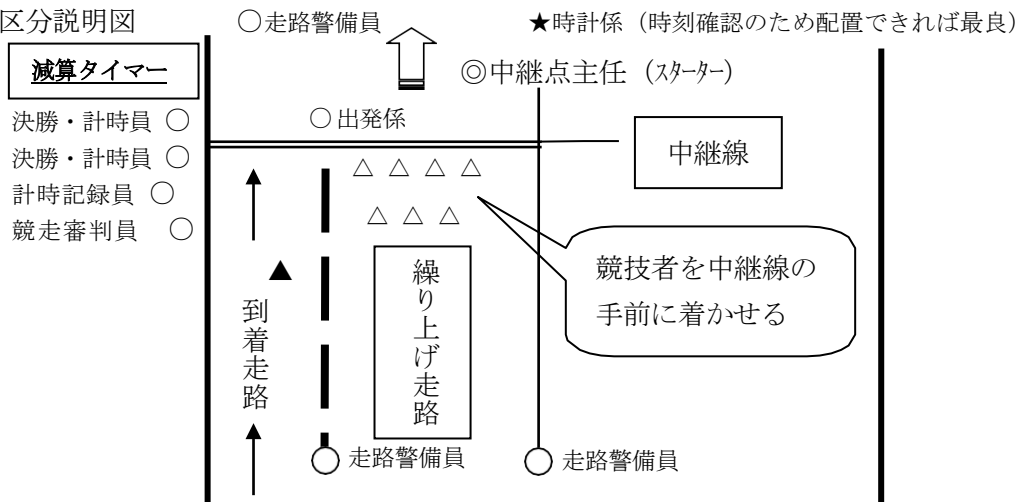 区分説明図
○走路警備員
★時計係（時刻確認のため配置できれば最良）
減算タイマー
◎中継点主任（ｽﾀｰﾀｰ）
決勝・計時員 ○
○出発係
決勝・計時員 ○
計時記録員 ○
競走審判員 ○
中継線
△ △ △ △
△ △ △
▲
到着走路
繰り上げ走路
競技者を中継線の
手前に着かせる
走路警備員
走路警備員